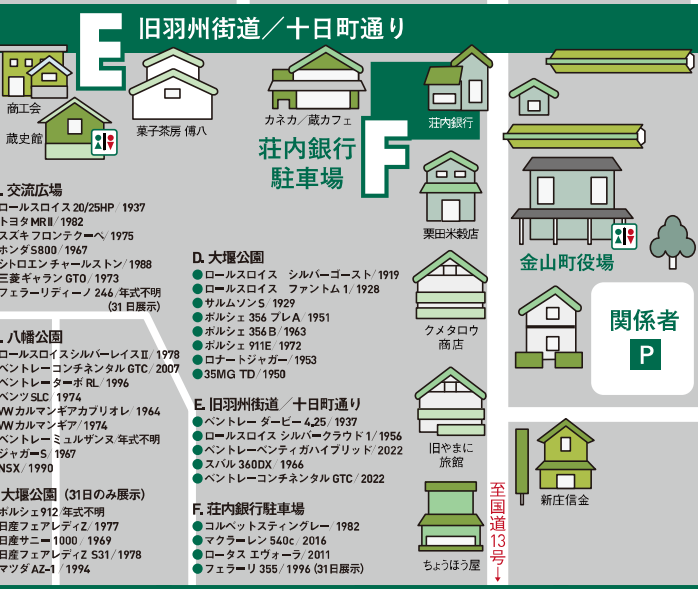 E
旧羽州街道／十日町通り
商工会
蔵史館
菓子茶房 傅八
カネカ／蔵カフェ
荘内銀行
荘内銀行
駐車場
F
栗田米穀店
金山町役場
クメタロウ
商店
関係者
P
旧やまに
旅館
新庄信金
ちょうほう屋
至国道13号→
. 交流広場
ロールスロイス 20/25HP／1937
トヨタ MRⅡ／1982
スズキ フロンテクーペ／1975
ホンダ S800／1967
シトロエン チャールストン／1988
三菱ギャラン GTO／1973
フェラーリディーノ 246／年式不明
(31 日展示)
. 八幡公園
ロールスロイスシルバーレイスⅡ／1978
ベントレーコンチネンタル GTC／2007
ベントレーターボ RL／1996
ベンツ SLC／1974
VW カルマンギアカブリオレ／1964
VW カルマンギア／1974
ベントレーミュルザンヌ／年式不明
ジャガー S／1967
NSX／1990
大堰公園（31日のみ展示）
ポルシェ912／年式不明
日産フェアレディZ／1977
日産サニー1000／1969
日産フェアレディZ S31／1978
マツダ AZ-1／1994
D. 大堰公園
●ロールスロイス　シルバーゴースト／1919
●ロールスロイス　ファントム 1／1928
●サルムソン S／1929
●ポルシェ 356 プレA／1951
●ポルシェ 356 B／1963
●ポルシェ 911E／1972
●ロナートジャガー／1953
●35MG TD／1950
E. 旧羽州街道／十日町通り
●ベントレー ダービー 4.25／1937
●ロールスロイス シルバークラウド 1／1956
●ベントレーベンティガハイブリッド／2022
●スバル 360DX／1966
●ベントレーコンチネンタル GTC／2022
F. 荘内銀行駐車場
●コルベットスティングレー／1982
●マクラーレン 540c／2016
●ロータス エヴォーラ／2011
●フェラーリ 355／1996 (31日展示)